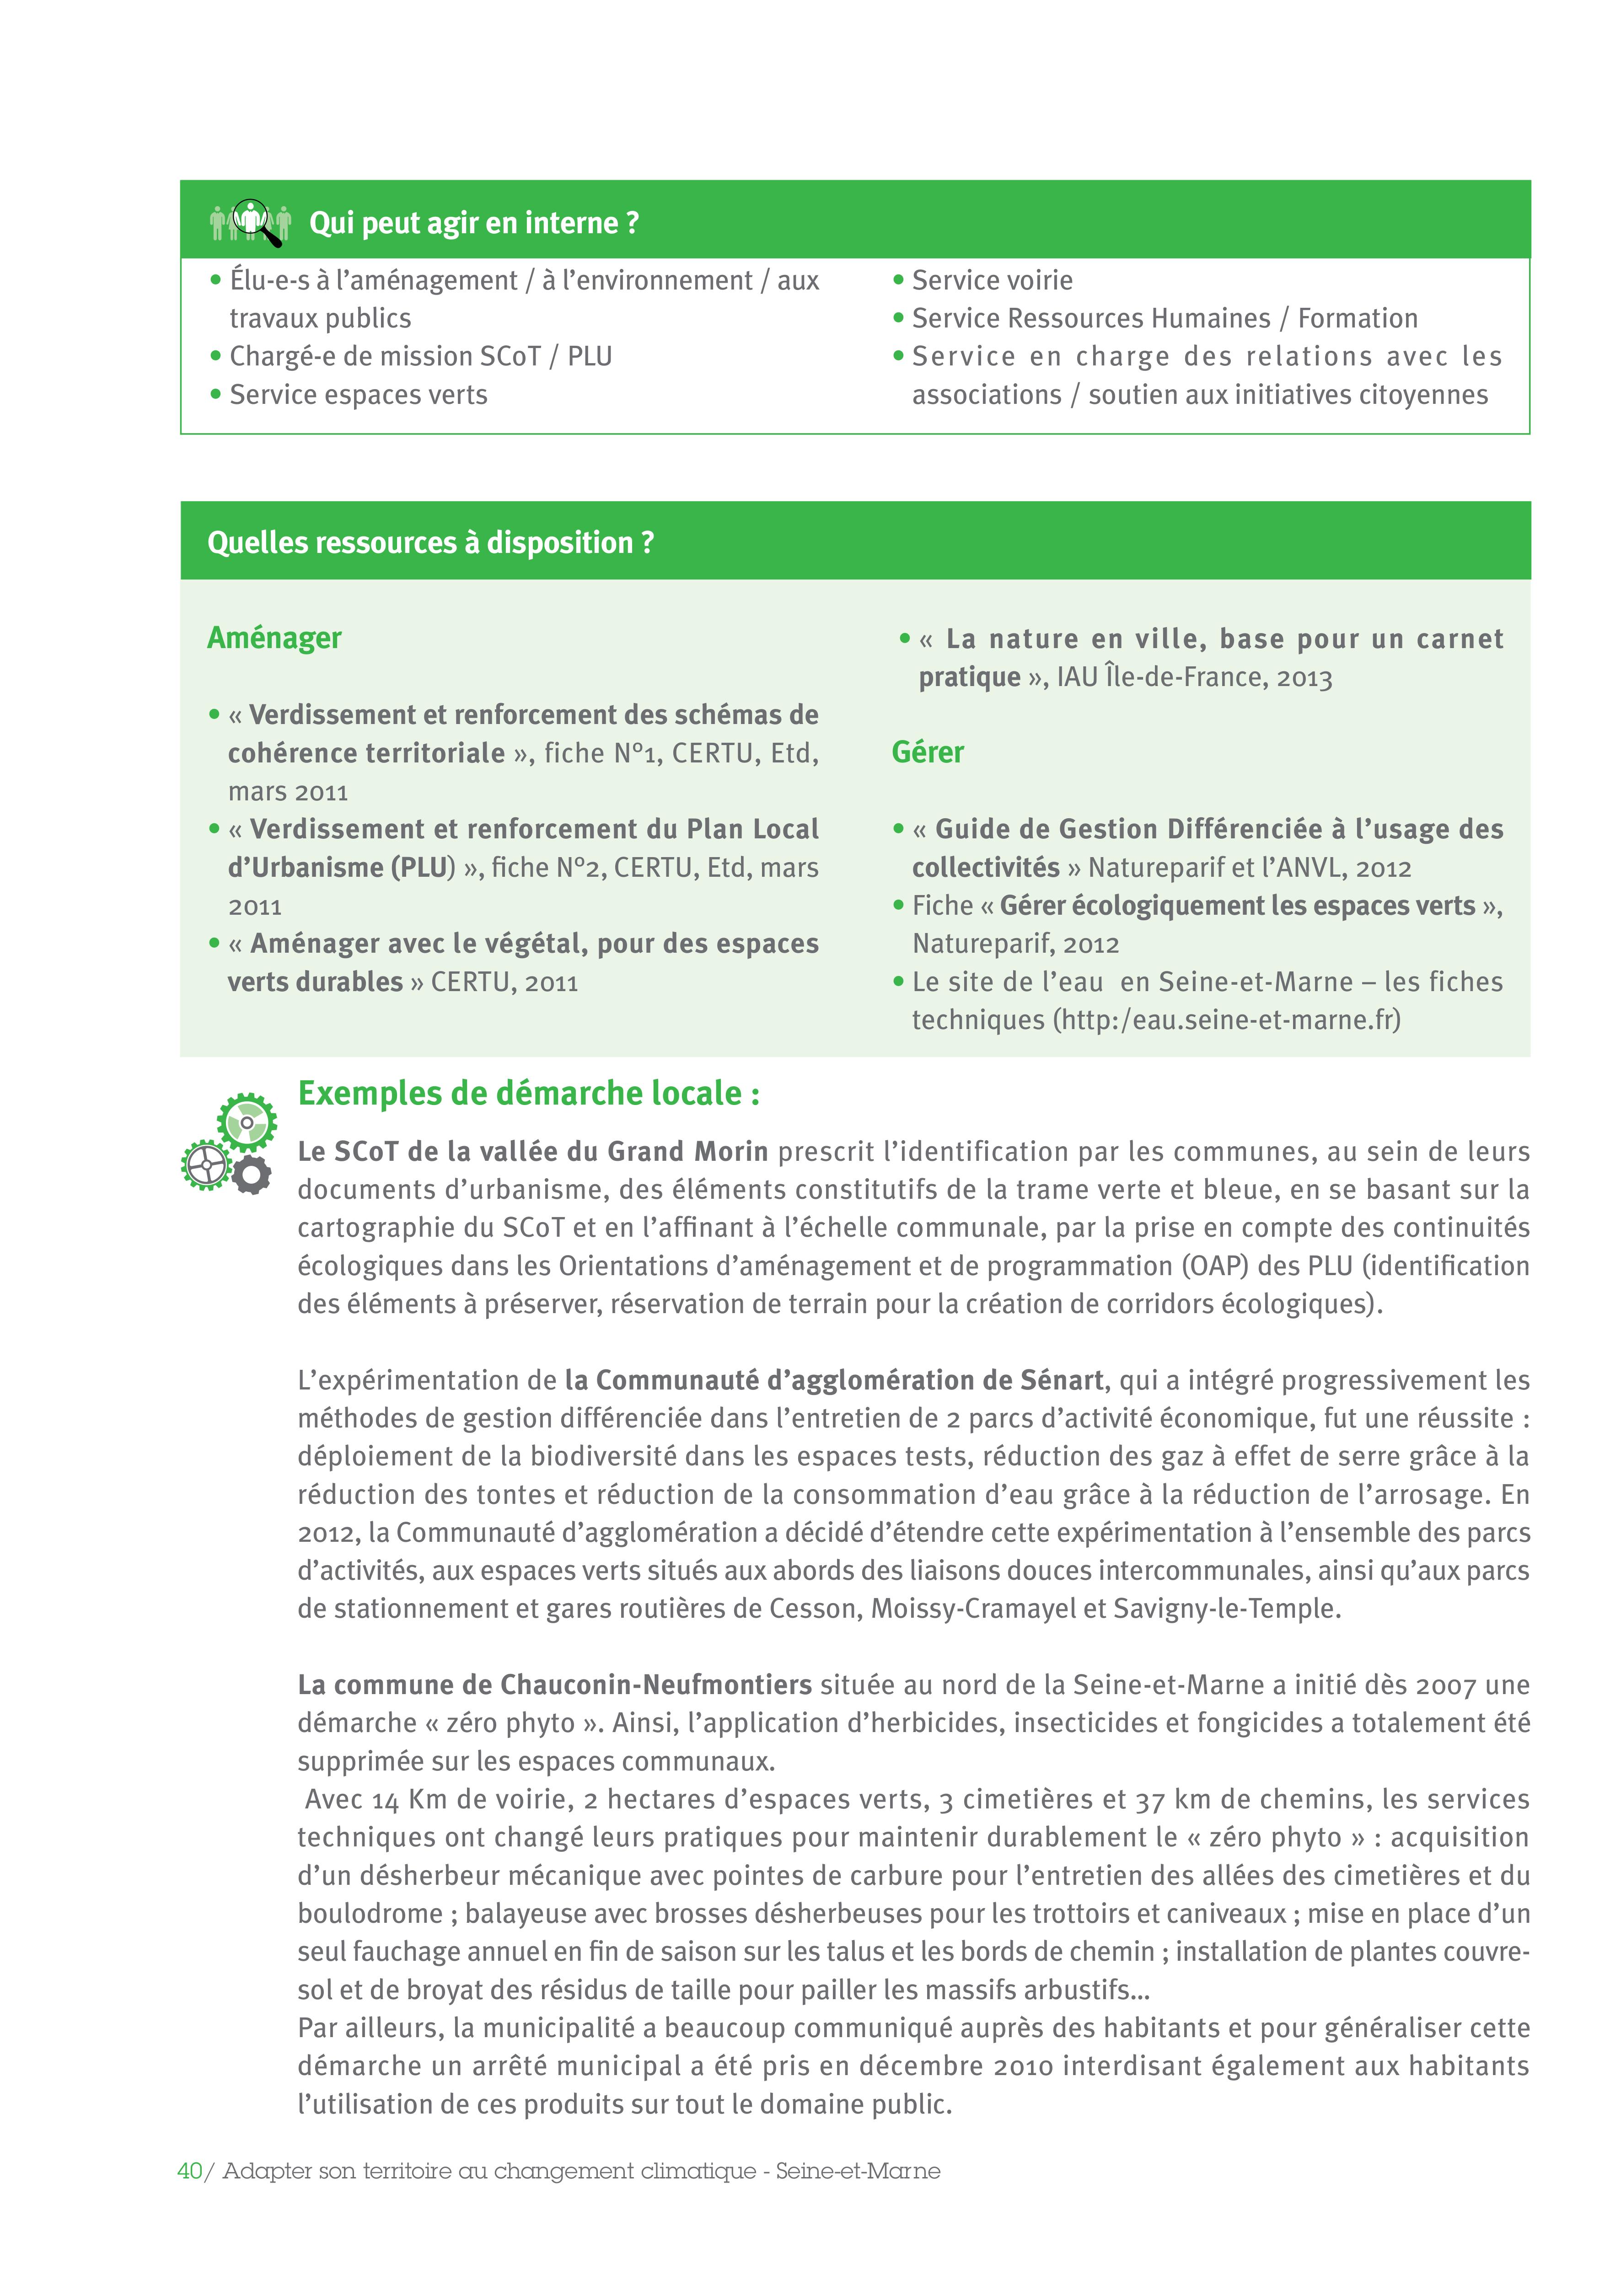 Qui peut agir en interne ?
• Élu-e-s à l’aménagement / à l’environnement / aux
travaux publics
• Chargé-e de mission SCoT / PLU
• Service espaces verts
• Service voirie
• Service Ressources Humaines / Formation
• Service en charge des relations avec les
associations / soutien aux initiatives citoyennes
Quelles ressources à disposition ?
Aménager
• « Verdissement et renforcement des schémas de
cohérence territoriale », fiche N°1, CERTU, Etd,
mars 2011
• « Verdissement et renforcement du Plan Local
d’Urbanisme (PLU) », fiche N°2, CERTU, Etd, mars
2011
• « Aménager avec le végétal, pour des espaces
verts durables » CERTU, 2011
• « La nature en ville, base pour un carnet
pratique », IAU Île-de-France, 2013
Gérer
• « Guide de Gestion Différenciée à l’usage des
collectivités » Natureparif et l’ANVL, 2012
• Fiche « Gérer écologiquement les espaces verts »,
Natureparif, 2012
• Le site de l’eau  en Seine-et-Marne – les fiches
techniques (http:/eau.seine-et-marne.fr)
Exemples de démarche locale :
Le SCoT de la vallée du Grand Morin prescrit l’identification par les communes, au sein de leurs
documents d’urbanisme, des éléments constitutifs de la trame verte et bleue, en se basant sur la
cartographie du SCoT et en l’affinant à l’échelle communale, par la prise en compte des continuités
écologiques dans les Orientations d’aménagement et de programmation (OAP) des PLU (identification
des éléments à préserver, réservation de terrain pour la création de corridors écologiques).
L’expérimentation de la Communauté d’agglomération de Sénart, qui a intégré progressivement les
méthodes de gestion différenciée dans l’entretien de 2 parcs d’activité économique, fut une réussite :
déploiement de la biodiversité dans les espaces tests, réduction des gaz à effet de serre grâce à la
réduction des tontes et réduction de la consommation d’eau grâce à la réduction de l’arrosage. En
2012, la Communauté d’agglomération a décidé d’étendre cette expérimentation à l’ensemble des parcs
d’activités, aux espaces verts situés aux abords des liaisons douces intercommunales, ainsi qu’aux parcs
de stationnement et gares routières de Cesson, Moissy-Cramayel et Savigny-le-Temple.
La commune de Chauconin-Neufmontiers située au nord de la Seine-et-Marne a initié dès 2007 une
démarche « zéro phyto ». Ainsi, l’application d’herbicides, insecticides et fongicides a totalement été
supprimée sur les espaces communaux.
Avec 14 Km de voirie, 2 hectares d’espaces verts, 3 cimetières et 37 km de chemins, les services
techniques ont changé leurs pratiques pour maintenir durablement le « zéro phyto » : acquisition
d’un désherbeur mécanique avec pointes de carbure pour l’entretien des allées des cimetières et du
boulodrome ; balayeuse avec brosses désherbeuses pour les trottoirs et caniveaux ; mise en place d’un
seul fauchage annuel en fin de saison sur les talus et les bords de chemin ; installation de plantes couvre-
sol et de broyat des résidus de taille pour pailler les massifs arbustifs...
Par ailleurs, la municipalité a beaucoup communiqué auprès des habitants et pour généraliser cette
démarche un arrêté municipal a été pris en décembre 2010 interdisant également aux habitants
l’utilisation de ces produits sur tout le domaine public.
40/ Adapter son territoire au changement climatique - Seine-et-Marne